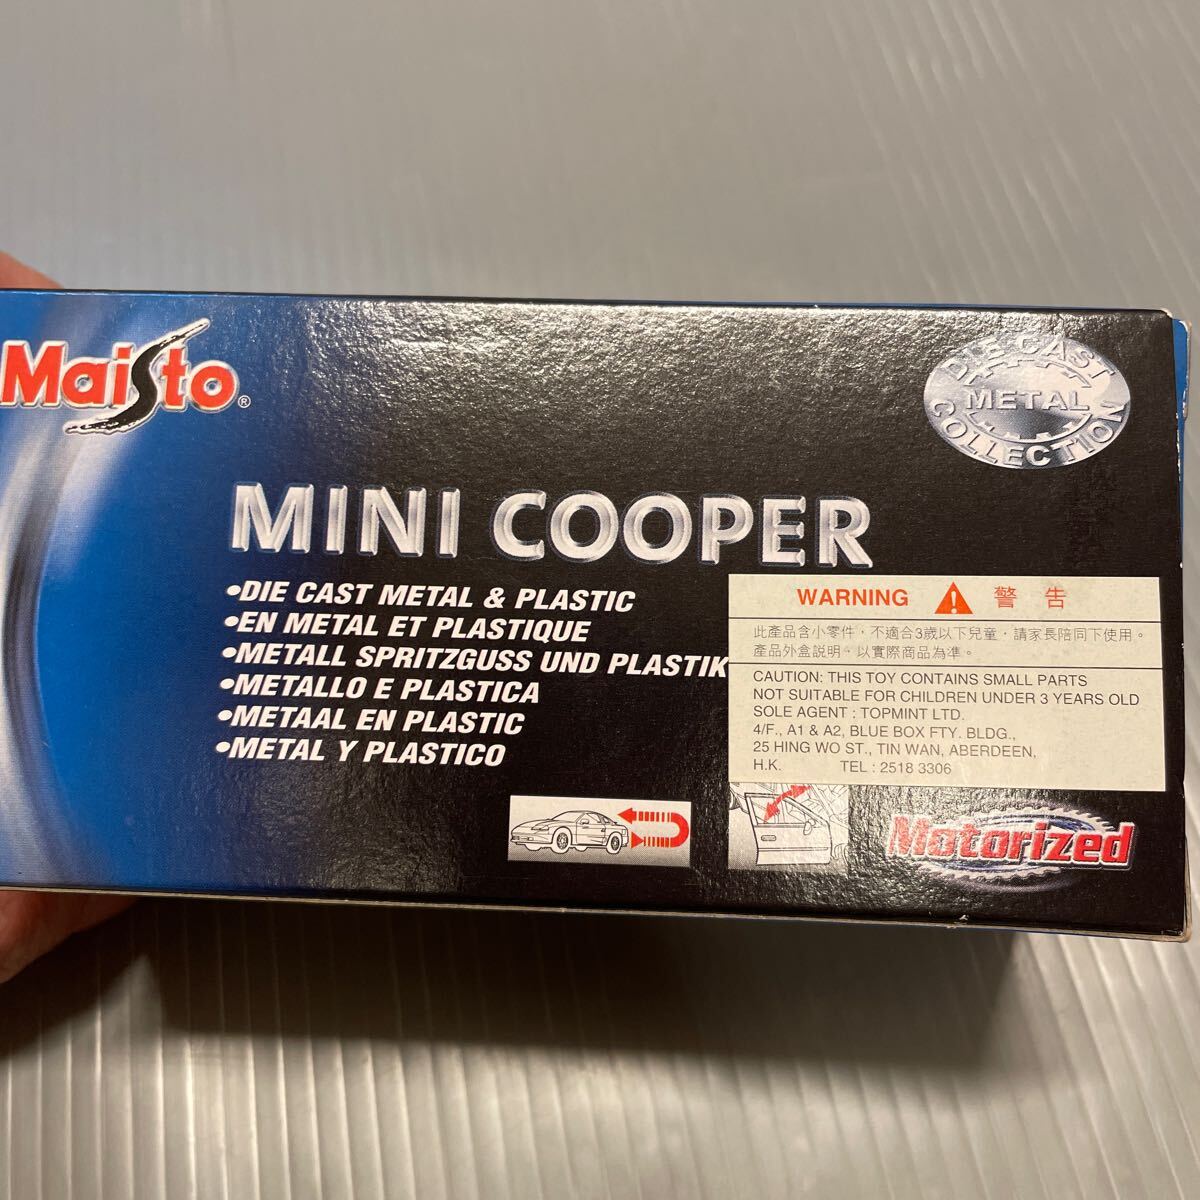 Maisto®
DIE CAST
METAL
COLLECTION
MINI COOPER
•DIE CAST METAL & PLASTIC
•EN METAL ET PLASTIQUE
•METALL SPRITZGUSS UND PLASTIK
•METALLO E PLASTICA
•METAAL EN PLASTIC
•METAL Y PLASTICO
WARNING ! 警 告
此產品含小零件，不適合3歲以下兒童，請家長陪同下使用。
產品外盒説明，以實際商品為準。
CAUTION: THIS TOY CONTAINS SMALL PARTS
NOT SUITABLE FOR CHILDREN UNDER 3 YEARS OLD
SOLE AGENT : TOPMINT LTD.
4/F., A1 & A2, BLUE BOX FTY. BLDG.,
25 HING WO ST., TIN WAN, ABERDEEN,
H.K. TEL : 2518 3306
Motorized